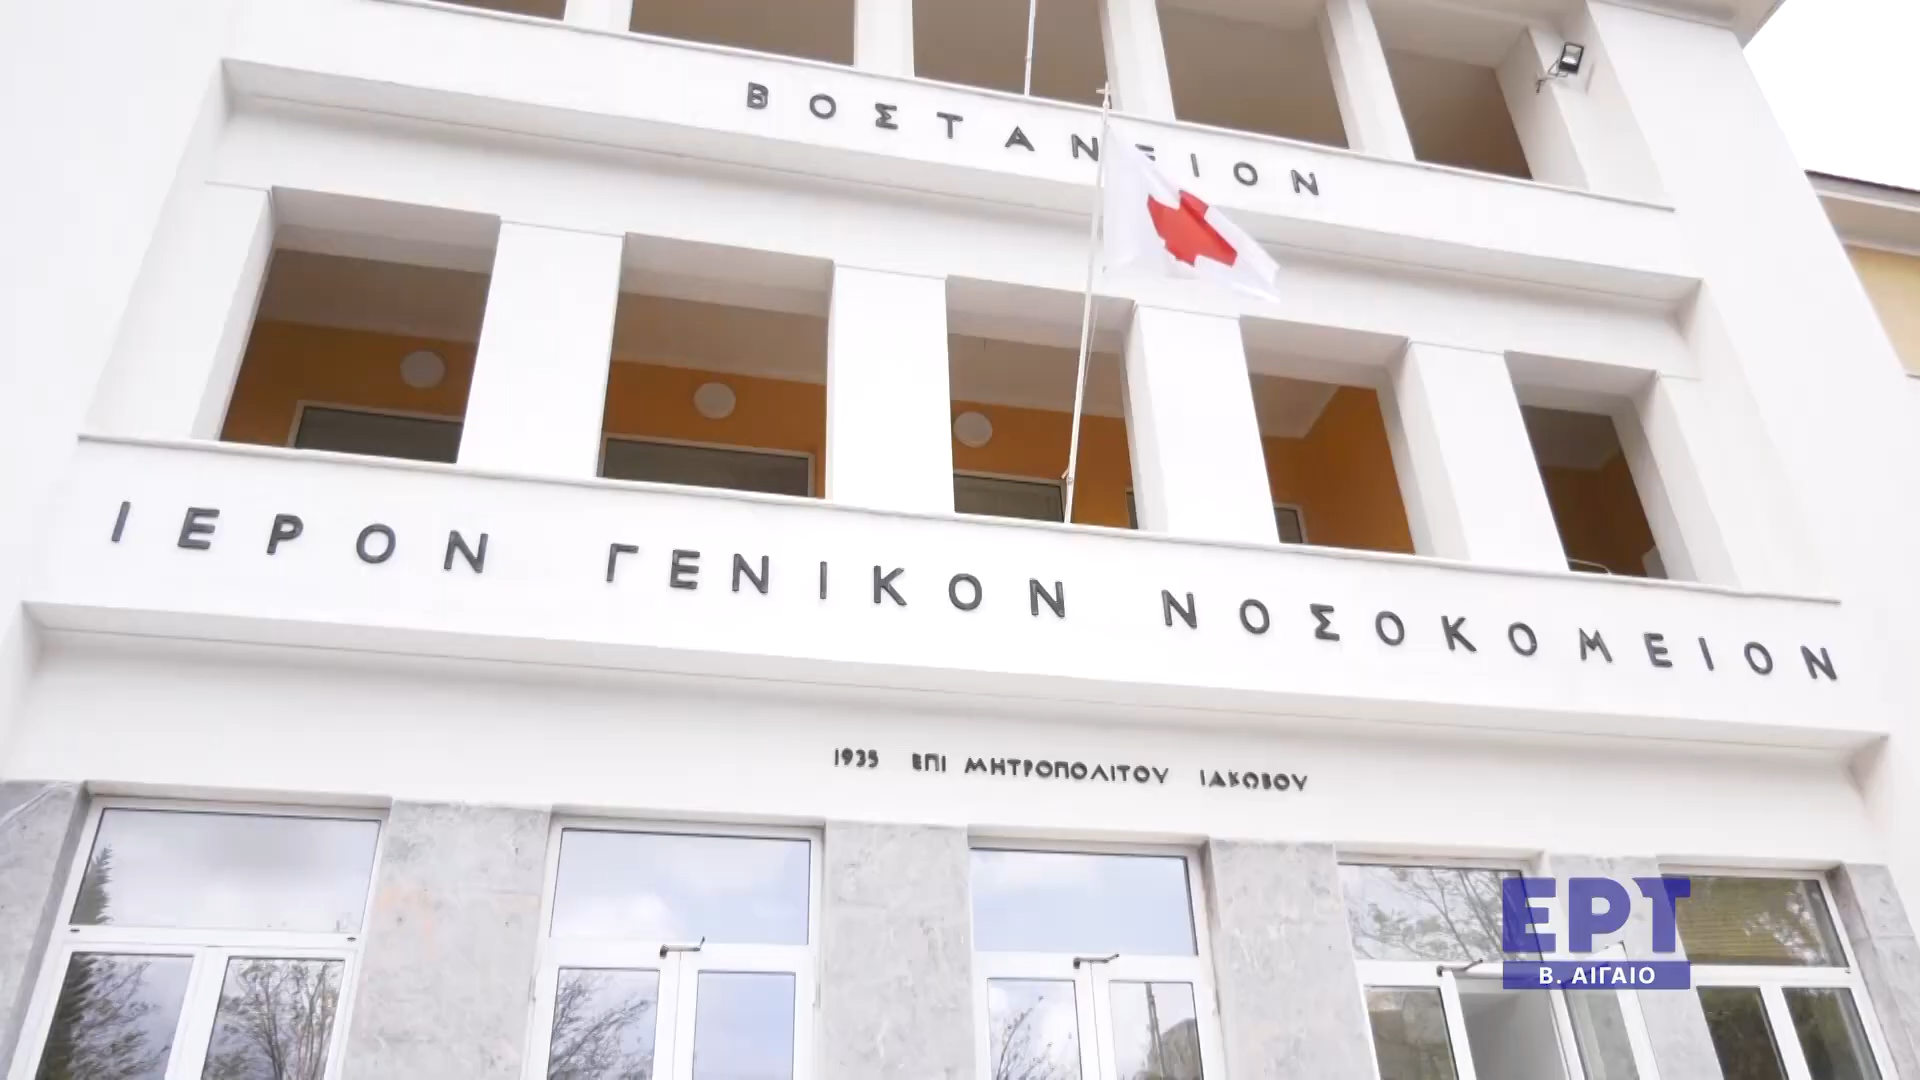 ΒΟΣΤΑΝΕΙΟΝ
ΙΕΡΟΝ ΓΕΝΙΚΟΝ ΝΟΣΟΚΟΜΕΙΟΝ
1935 ΕΠΙ ΜΗΤΡΟΠΟΛΙΤΟΥ ΙΑΚΩΒΟΥ
ΕΡΤ
Β. ΑΙΓΑΙΟ